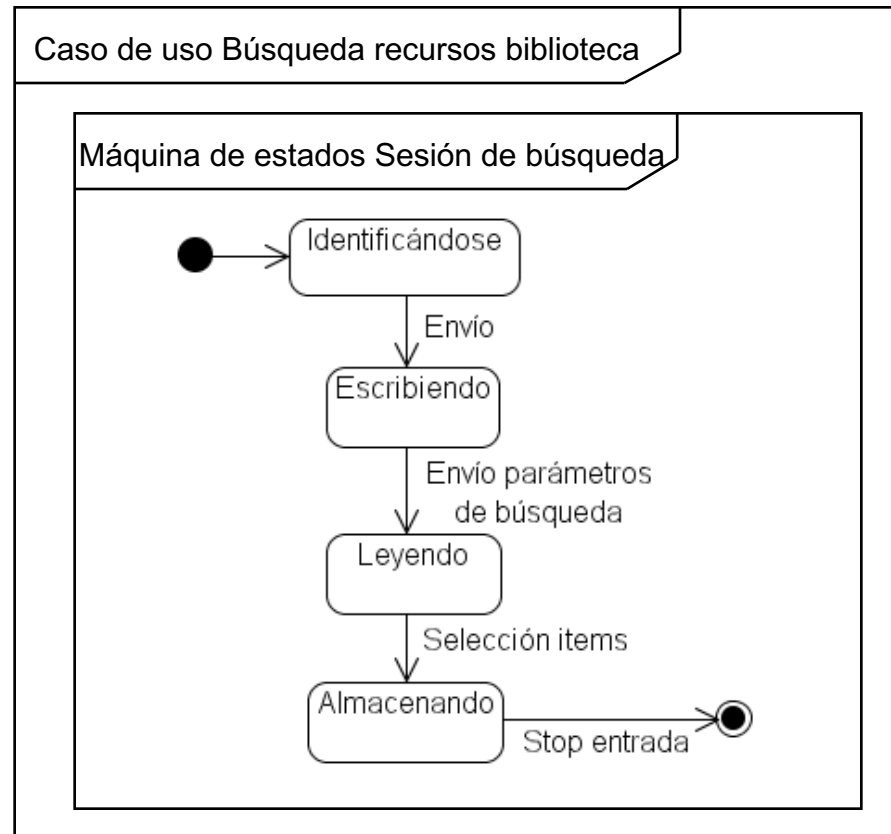 Caso de uso Búsqueda recursos biblioteca
Máquina de estados Sesión de búsqueda
Identificándose
Envío
Escribiendo
Envío parámetros
de búsqueda
Leyendo
Selección items
Almacenando
Stop entrada